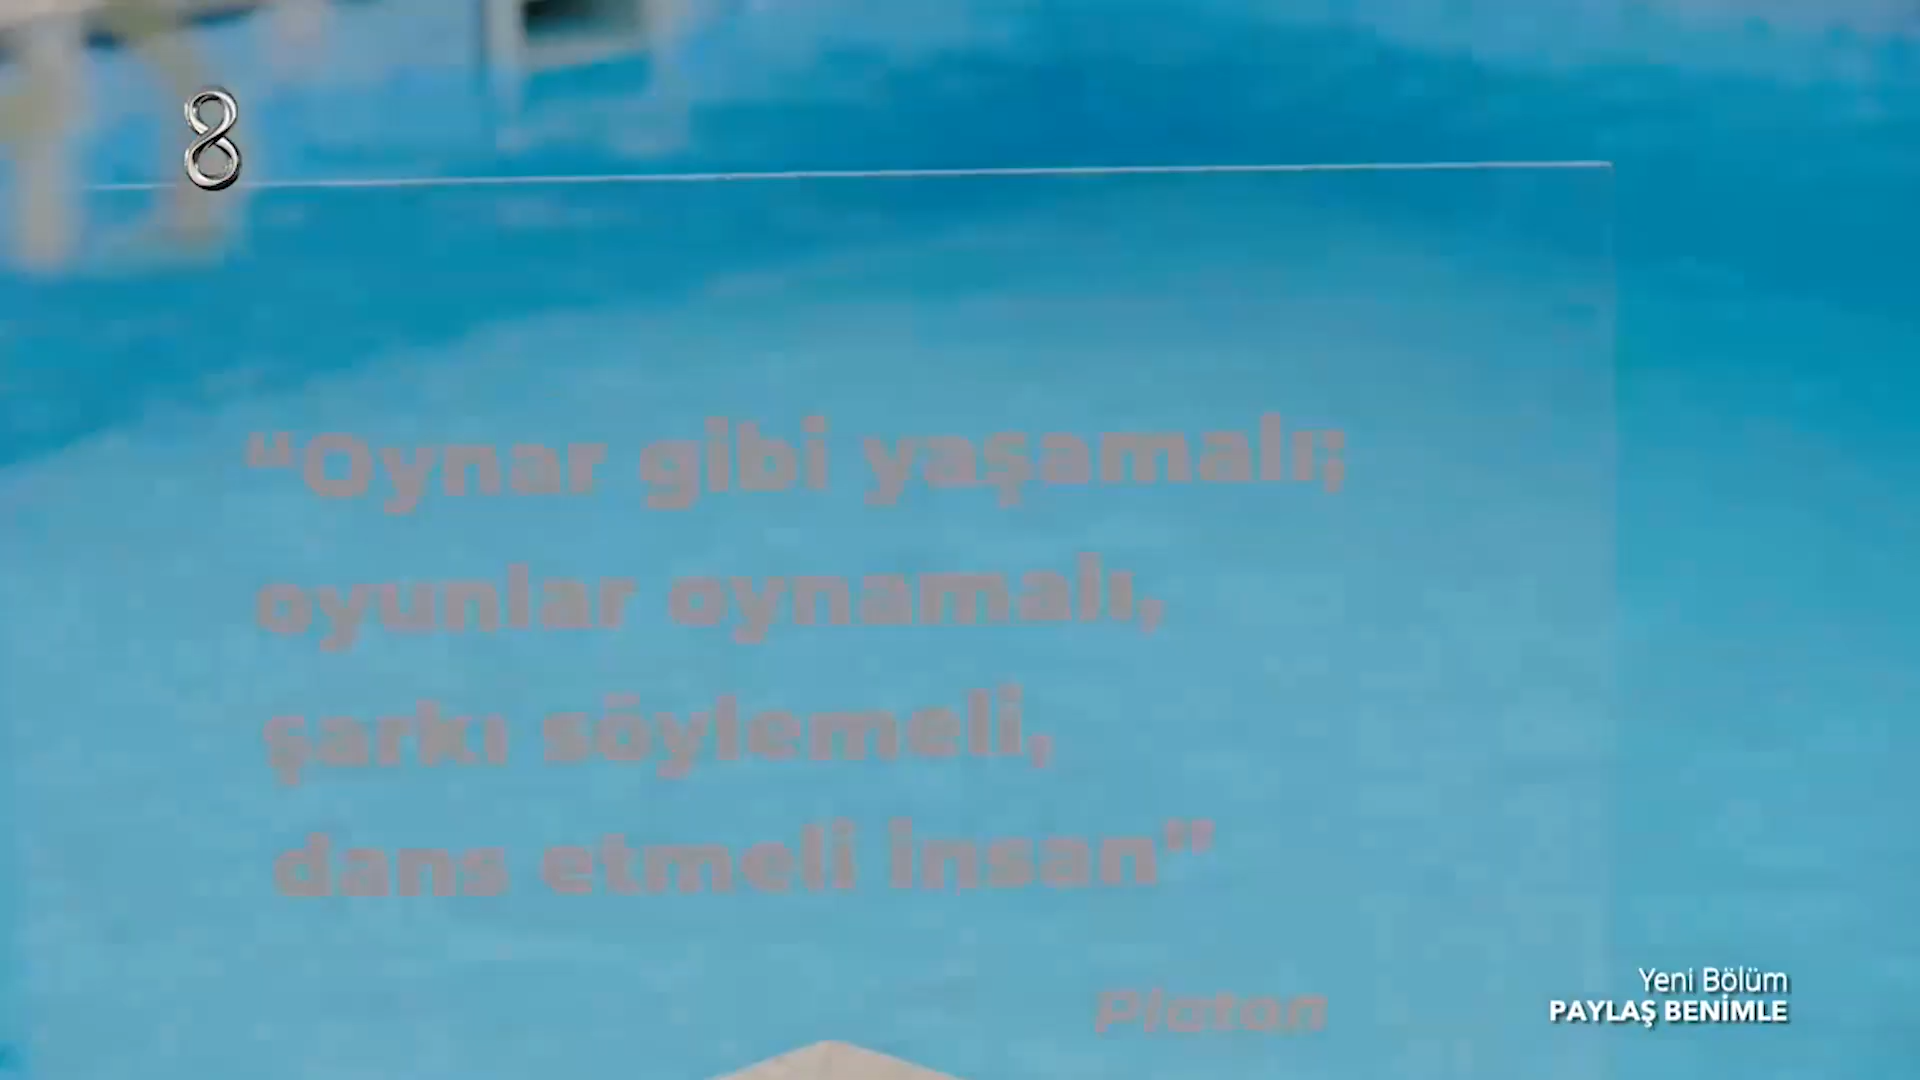 8
“Oynar gibi yaşamalı;
oyunlar oynamalı,
şarkı söylemeli,
dans etmeli insan”
Platon
Yeni Bölüm
PAYLAŞ BENİMLE